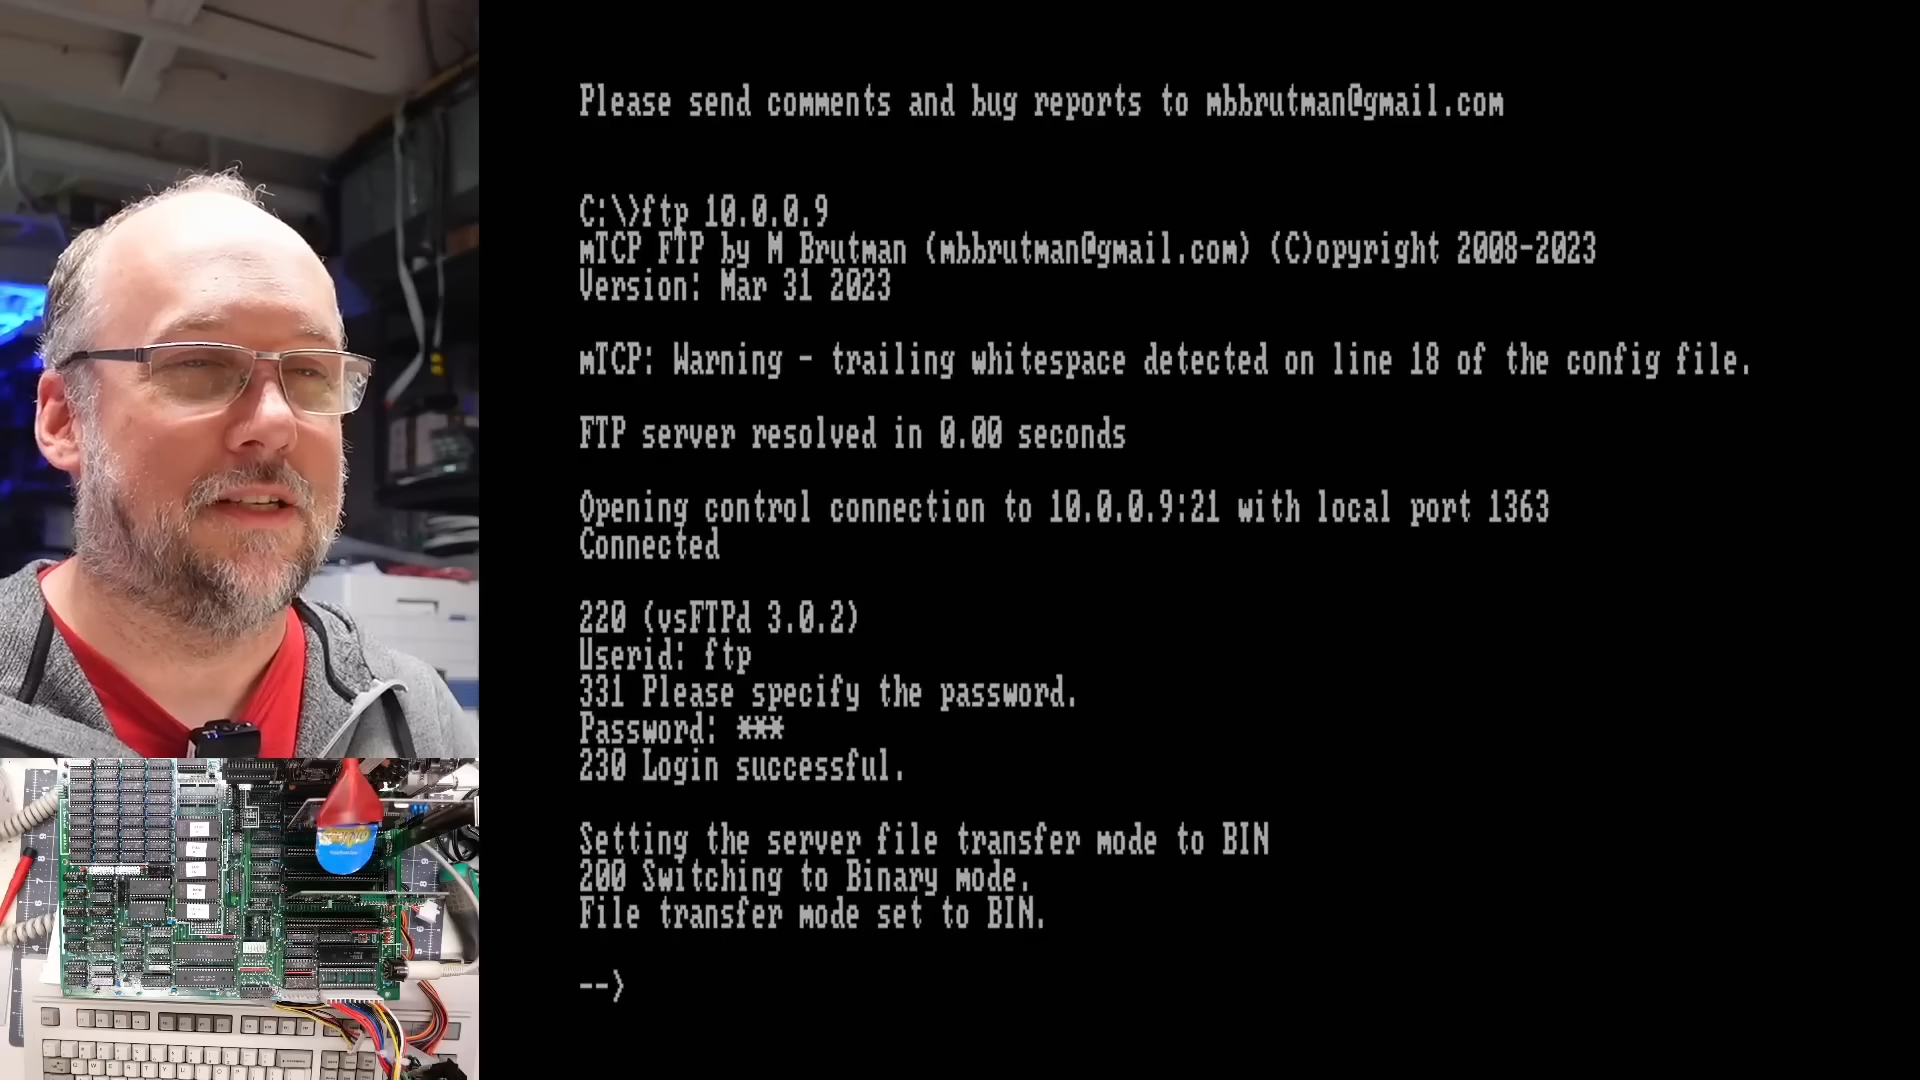 Please send comments and bug reports to mbbrutman@gmail.com
C:\>ftp 10.0.0.9
mTCP FTP by M Brutman (mbbrutman@gmail.com) (C)opyright 2008-2023
Version: Mar 31 2023
mTCP: Warning - trailing whitespace detected on line 18 of the config file.
FTP server resolved in 0.00 seconds
Opening control connection to 10.0.0.9:21 with local port 1363
Connected
220 (vsFTPd 3.0.2)
Userid: ftp
331 Please specify the password.
Password: ***
230 Login successful.
Setting the server file transfer mode to BIN
200 Switching to Binary mode.
File transfer mode set to BIN.
-->